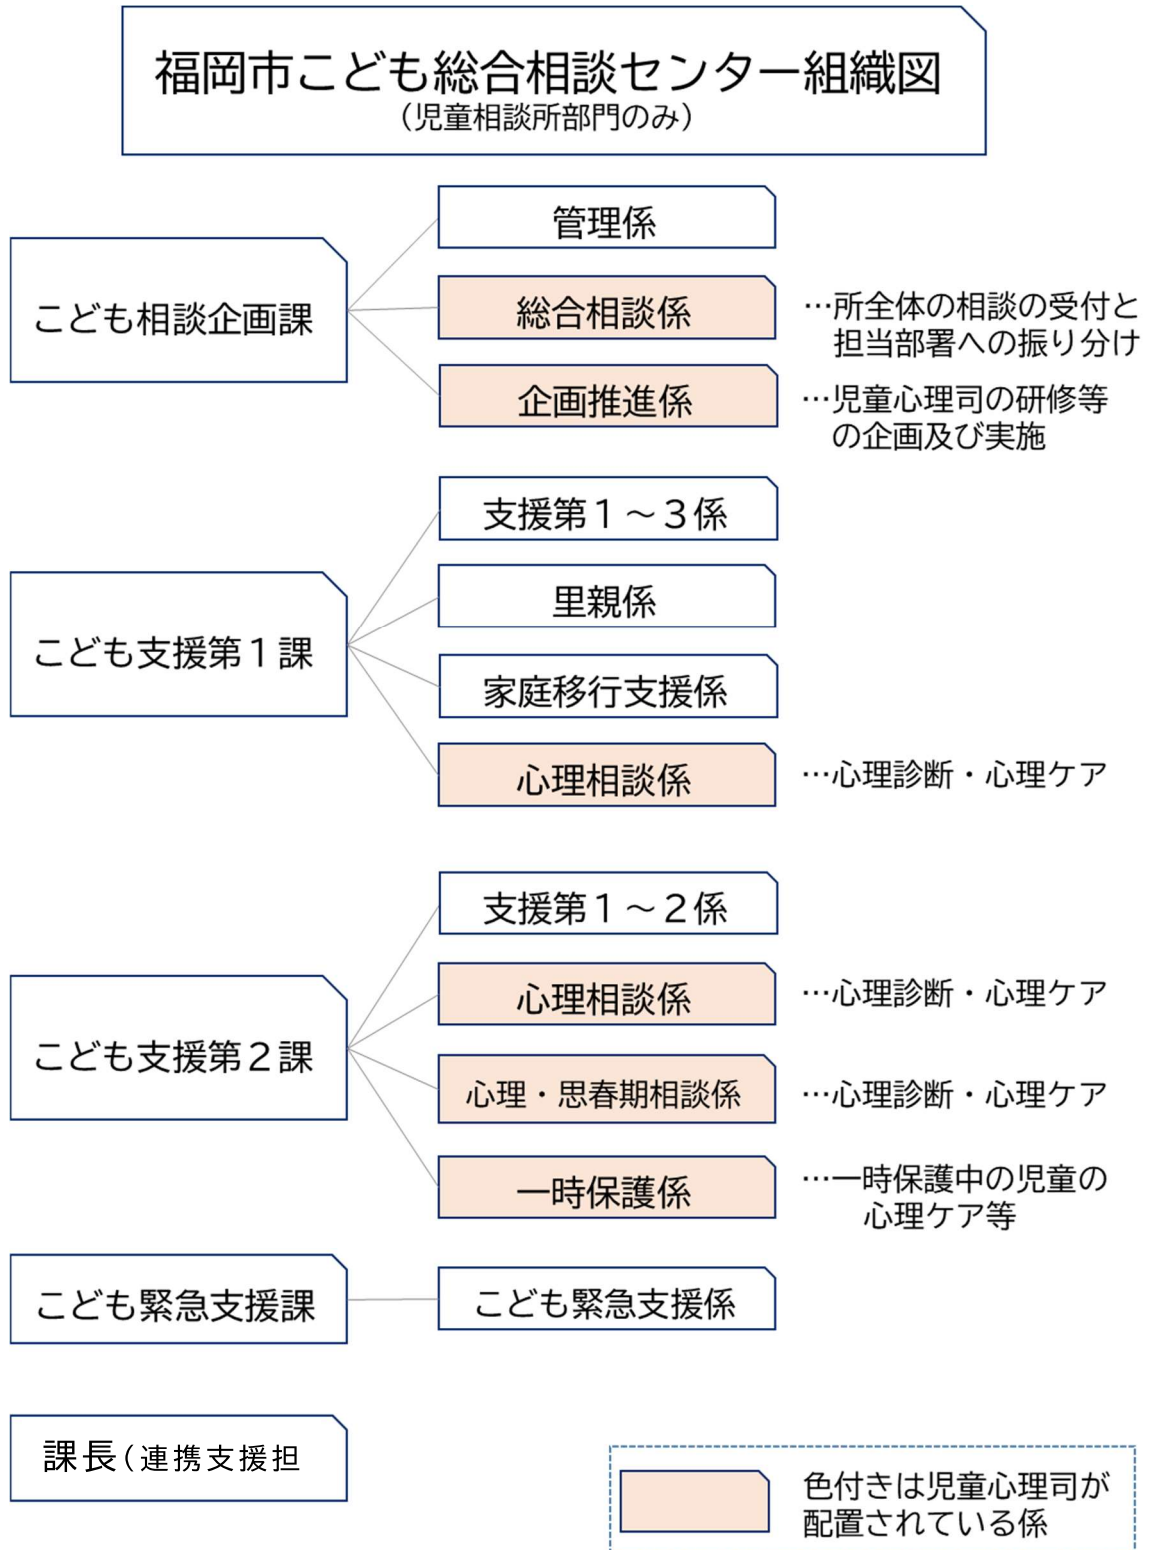 福岡市こども総合相談センター組織図
（児童相談所部門のみ）
こども相談企画課
管理係
総合相談係
…所全体の相談の受付と
担当部署への振り分け
企画推進係
…児童心理司の研修等
の企画及び実施
こども支援第１課
支援第１～３係
里親係
家庭移行支援係
心理相談係
…心理診断・心理ケア
こども支援第２課
支援第１～２係
心理相談係
…心理診断・心理ケア
心理・思春期相談係
…心理診断・心理ケア
一時保護係
…一時保護中の児童の
心理ケア等
こども緊急支援課
こども緊急支援係
課長(連携支援担
色付きは児童心理司が
配置されている係